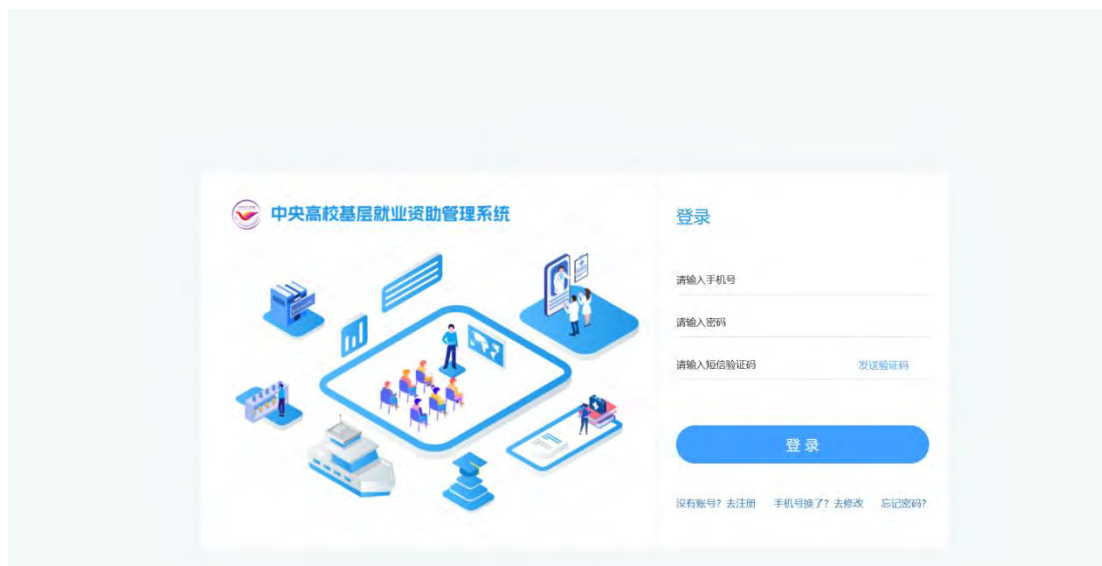 中央高校基层就业资助管理系统
登录
请输入手机号
请输入密码
请输入短信验证码 发送验证码
登 录
没有账号? 去注册 手机号换了? 去修改 忘记密码?